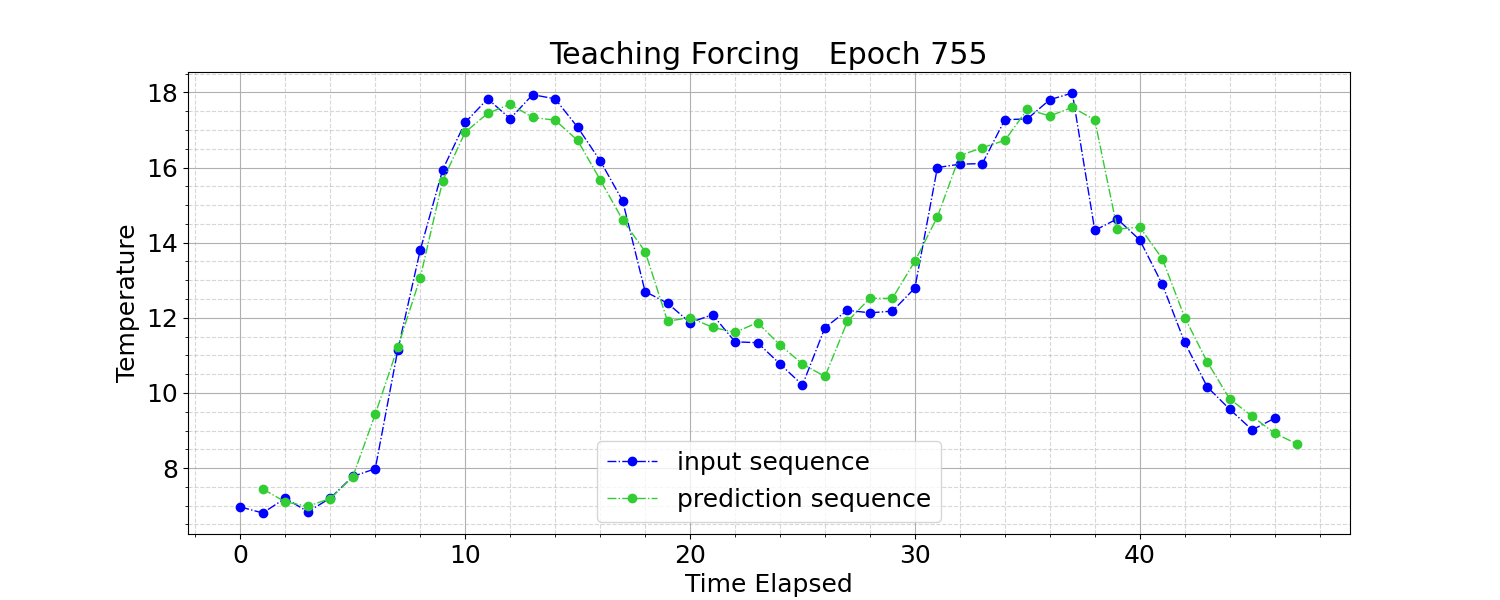 Teaching Forcing   Epoch 755
18
16
14
12
10
8
Temperature
input sequence
prediction sequence
0 10 20 30 40
Time Elapsed